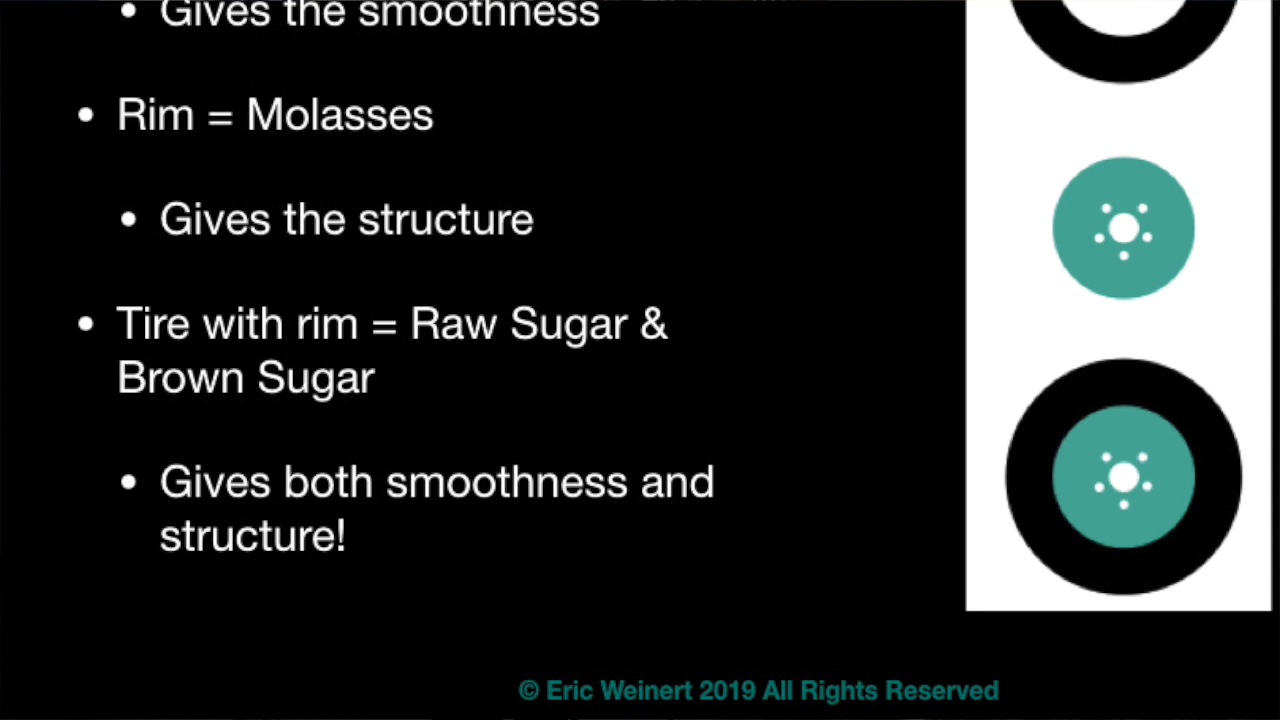 • Gives the smoothness
• Rim = Molasses
• Gives the structure
• Tire with rim = Raw Sugar &
Brown Sugar
• Gives both smoothness and
structure!
© Eric Weinert 2019 All Rights Reserved